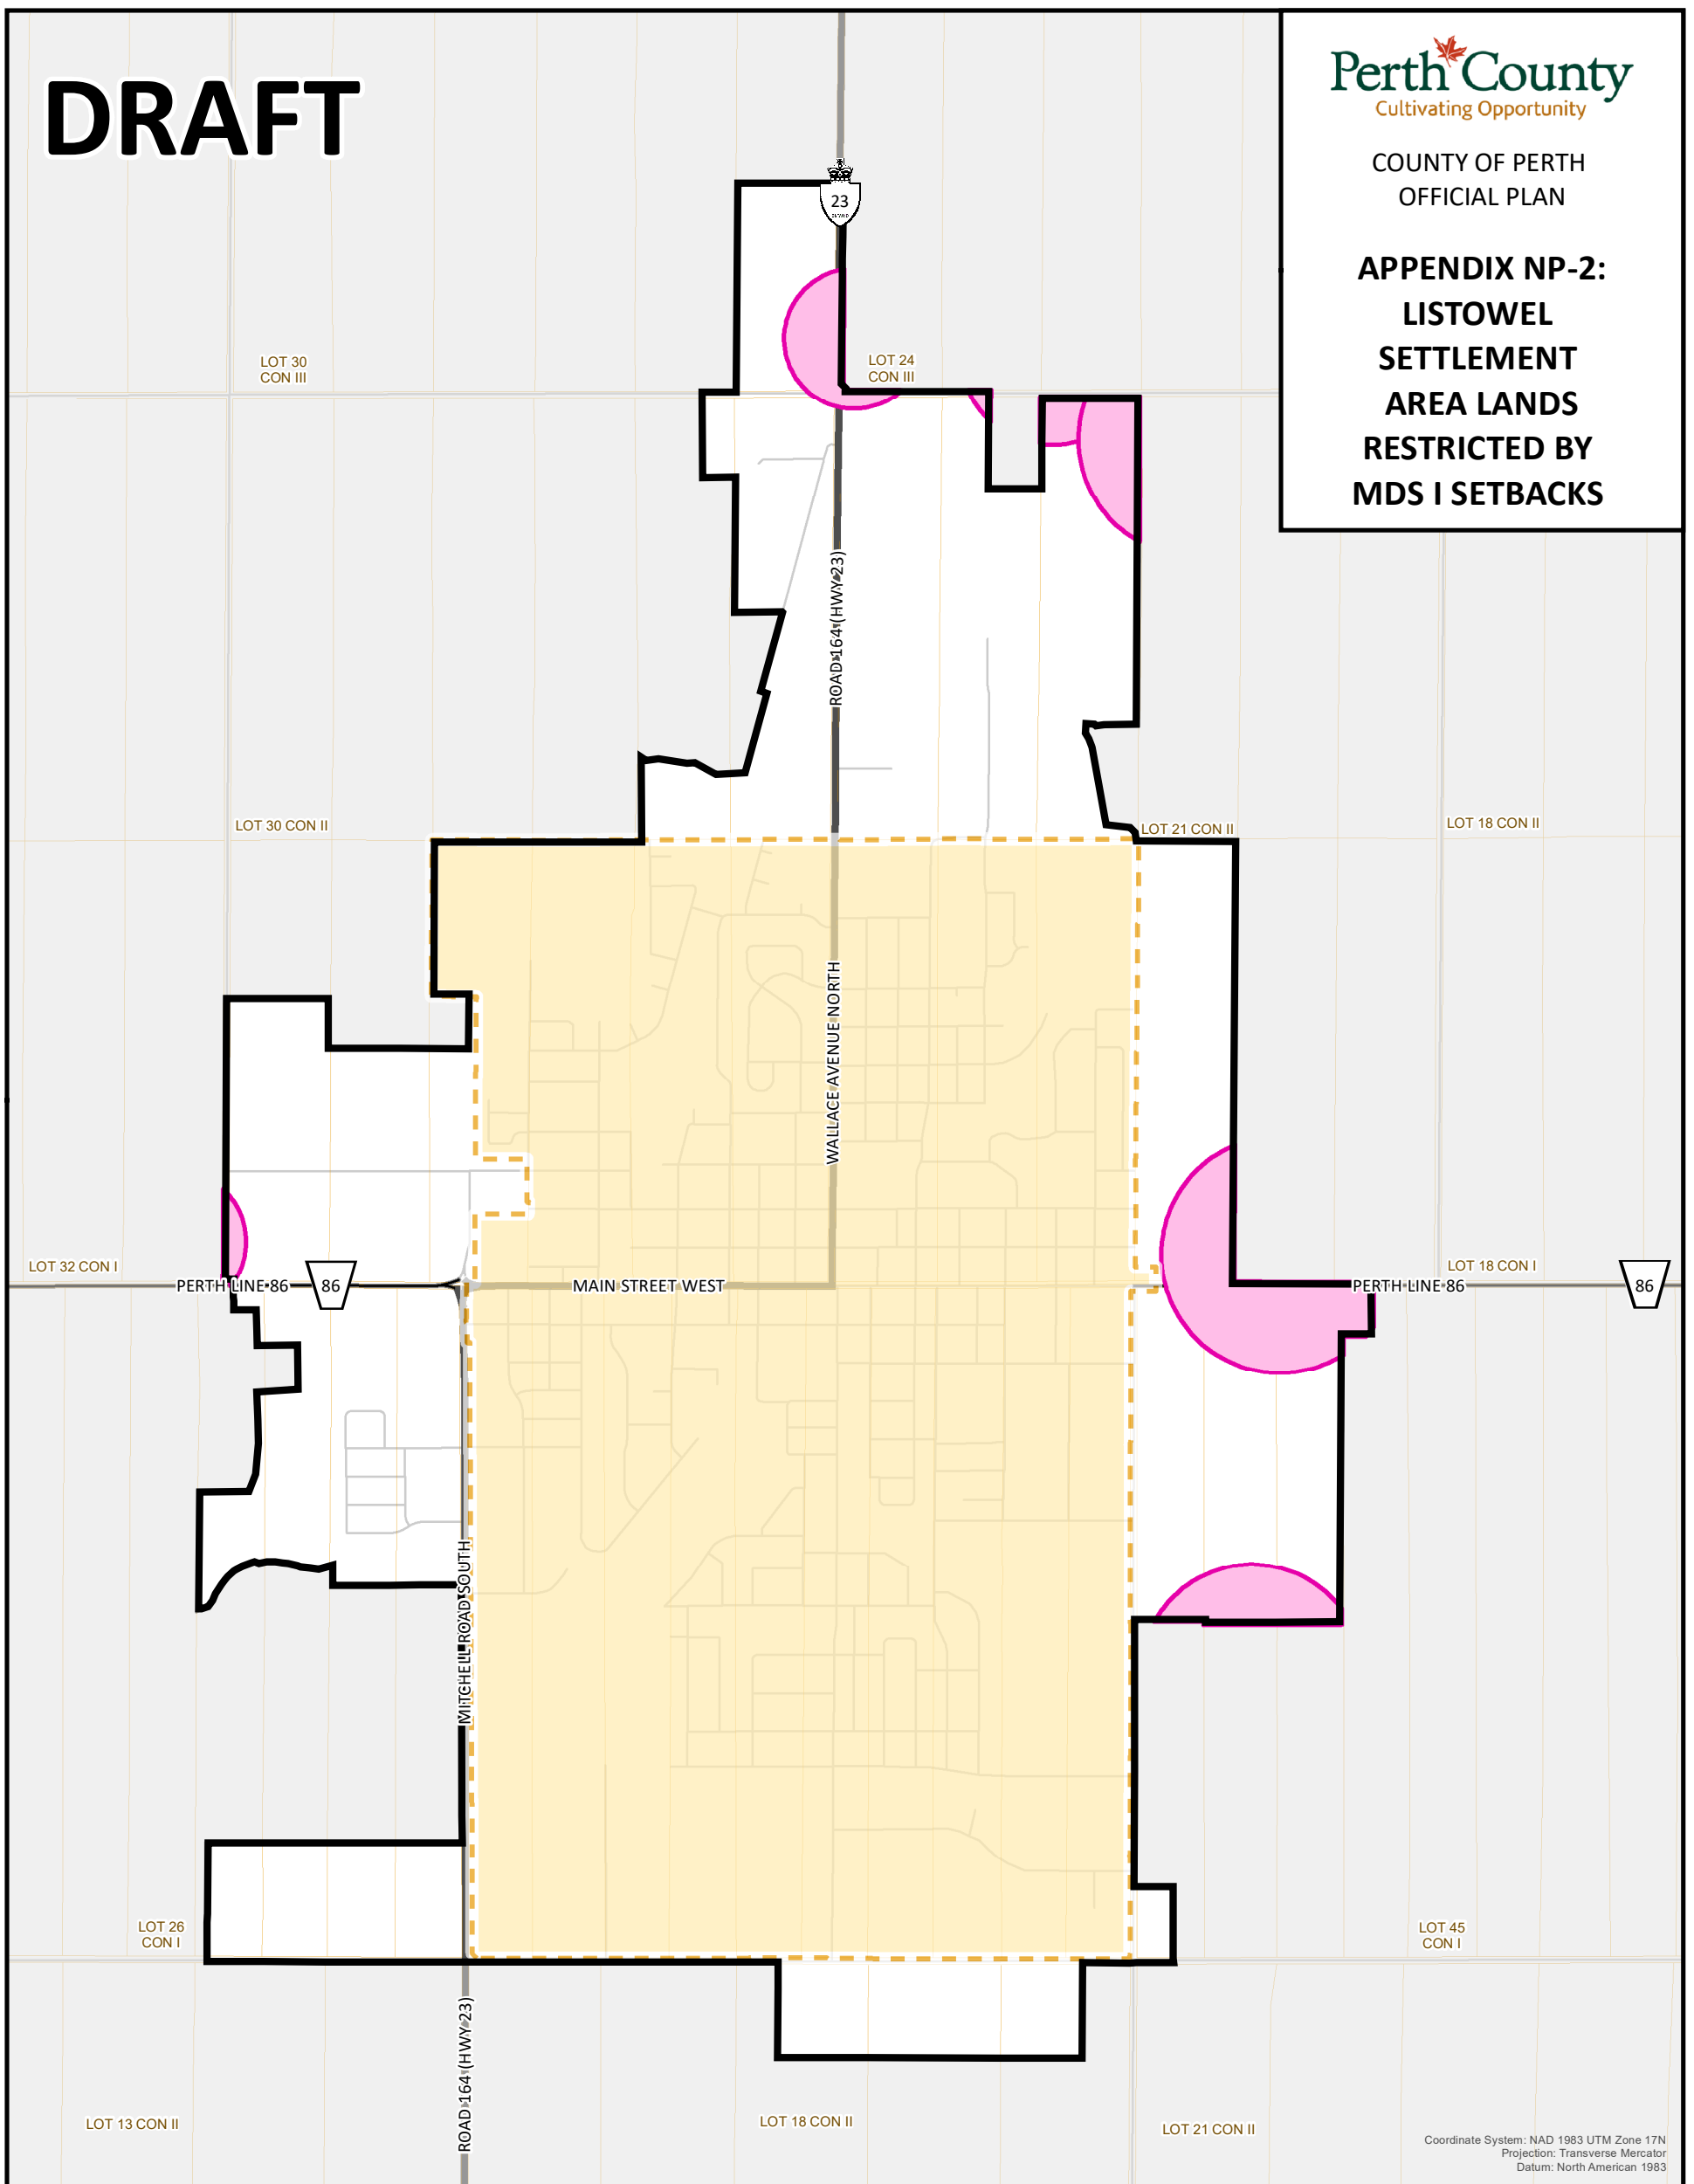 DRAFT
Perth County
Cultivating Opportunity
COUNTY OF PERTH
OFFICIAL PLAN
APPENDIX NP-2:
LISTOWEL
SETTLEMENT
AREA LANDS
RESTRICTED BY
MDS I SETBACKS
23
LOT 30
CON III
LOT 24
CON III
ROAD 164 (HWY 23)
LOT 30 CON II
LOT 21 CON II
LOT 18 CON II
WALLACE AVENUE NORTH
LOT 32 CON I
LOT 18 CON I
PERTH LINE 86
86
MAIN STREET WEST
PERTH LINE 86
86
MITCHELL ROAD SOUTH
LOT 26
CON I
LOT 45
CON I
ROAD 164 (HWY 23)
LOT 13 CON II
LOT 18 CON II
LOT 21 CON II
Coordinate System: NAD 1983 UTM Zone 17N
Projection: Transverse Mercator
Datum: North American 1983